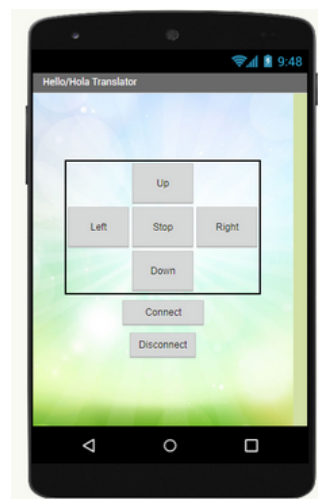 9:48
Hello/Hola Translator
Up
Left Stop Right
Down
Connect
Disconnect